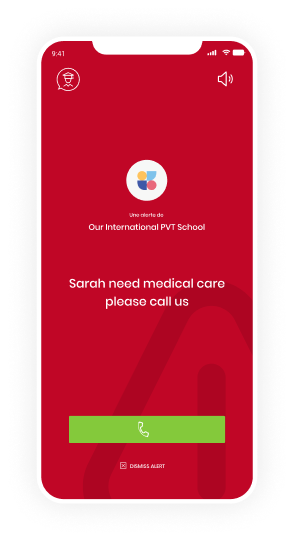 9:41
Une alerte de
Our International PVT School
Sarah need medical care
please call us
DISMISS ALERT